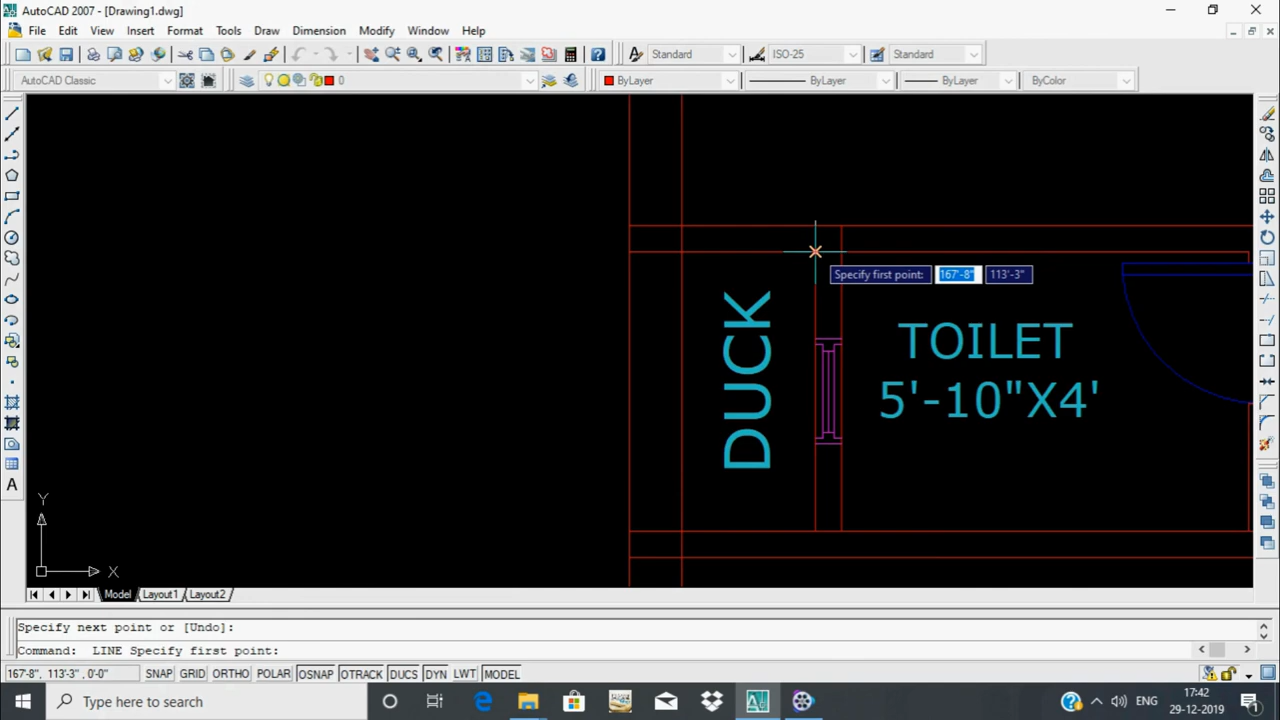 AutoCAD 2007 - [Drawing1.dwg]
File Edit View Insert Format Tools Draw Dimension Modify Window Help
Standard ISO-25 Standard
AutoCAD Classic 0 ByLayer ByLayer ByLayer ByColor
Specify first point: 167'-8" 113'-3"
DUCK
TOILET
5'-10"X4'
A
Y
X
Model Layout1 Layout2
Specify next point or [Undo]:
Command: LINE Specify first point:
167'-8", 113'-3" , 0'-0" SNAP GRID ORTHO POLAR OSNAP OTRACK DUCS DYN LWT MODEL
Type here to search
ENG
17:42
29-12-2019
1